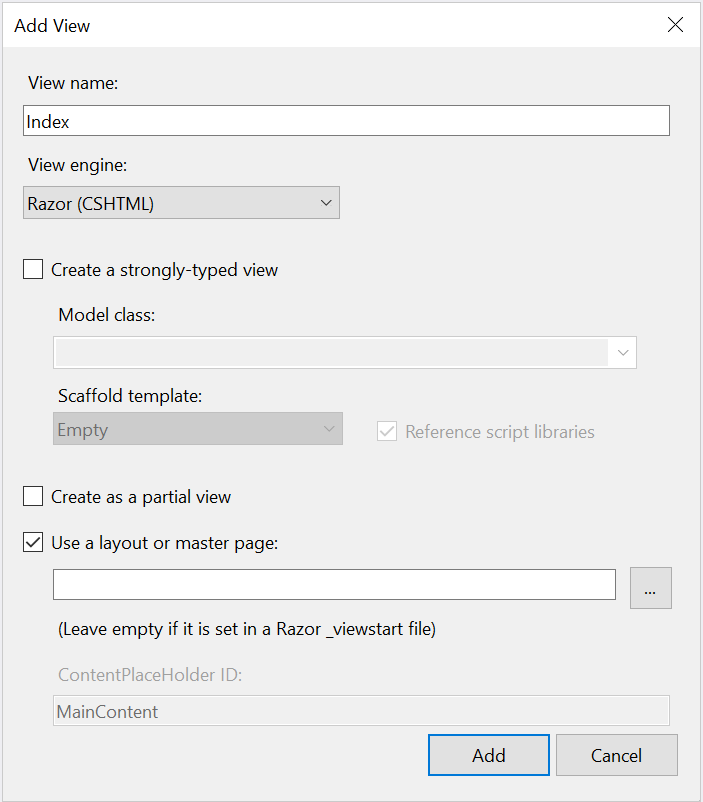 Add View
View name:
Index
View engine:
Razor (CSHTML)
Create a strongly-typed view
Model class:
Scaffold template:
Empty
Reference script libraries
Create as a partial view
Use a layout or master page:
...
(Leave empty if it is set in a Razor _viewstart file)
ContentPlaceHolder ID:
MainContent
Add
Cancel